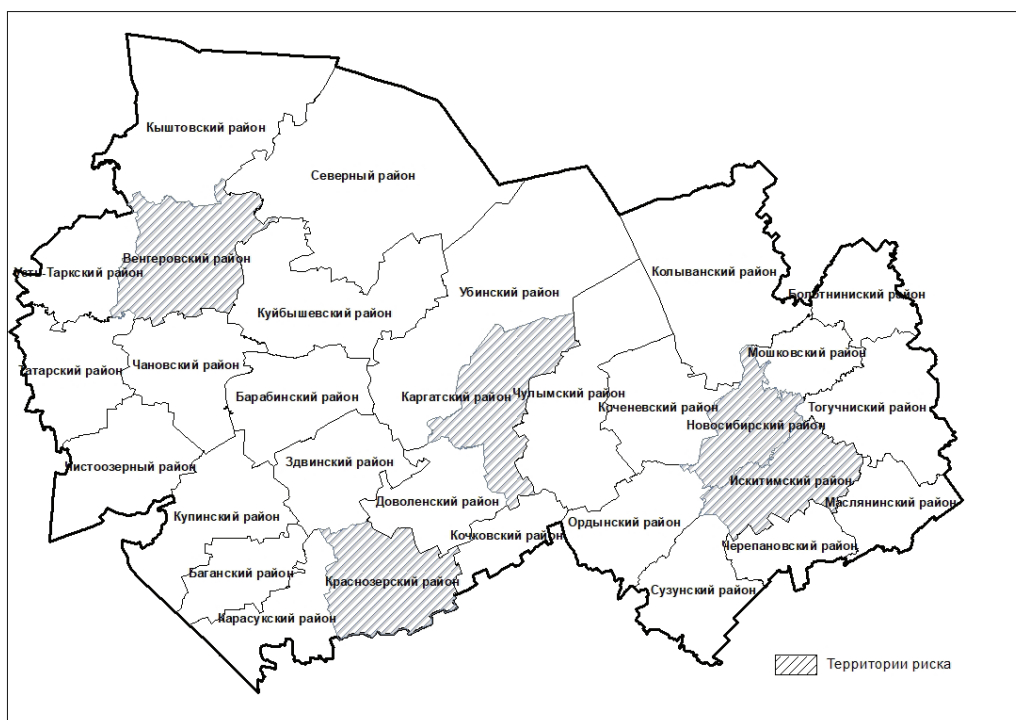 Кыштовский район
Северный район
Венгеровский район
Усть-Таркский район
Колыванский район
Убинский район
Болотниниский район
Куйбышевский район
Мошковский район
Чановский район
Татарский район
Барабинский район
Каргатский район
Чулымский район
Коченевский район
Тогучниский район
Новосибирский район
Здвинский район
Чистоозерный район
Искитимский район
Доволенский район
Маслянинский район
Купинский район
Ордынский район
Кочковский район
Черепановский район
Баганский район
Краснозерский район
Сузунский район
Карасукский район
Территории риска